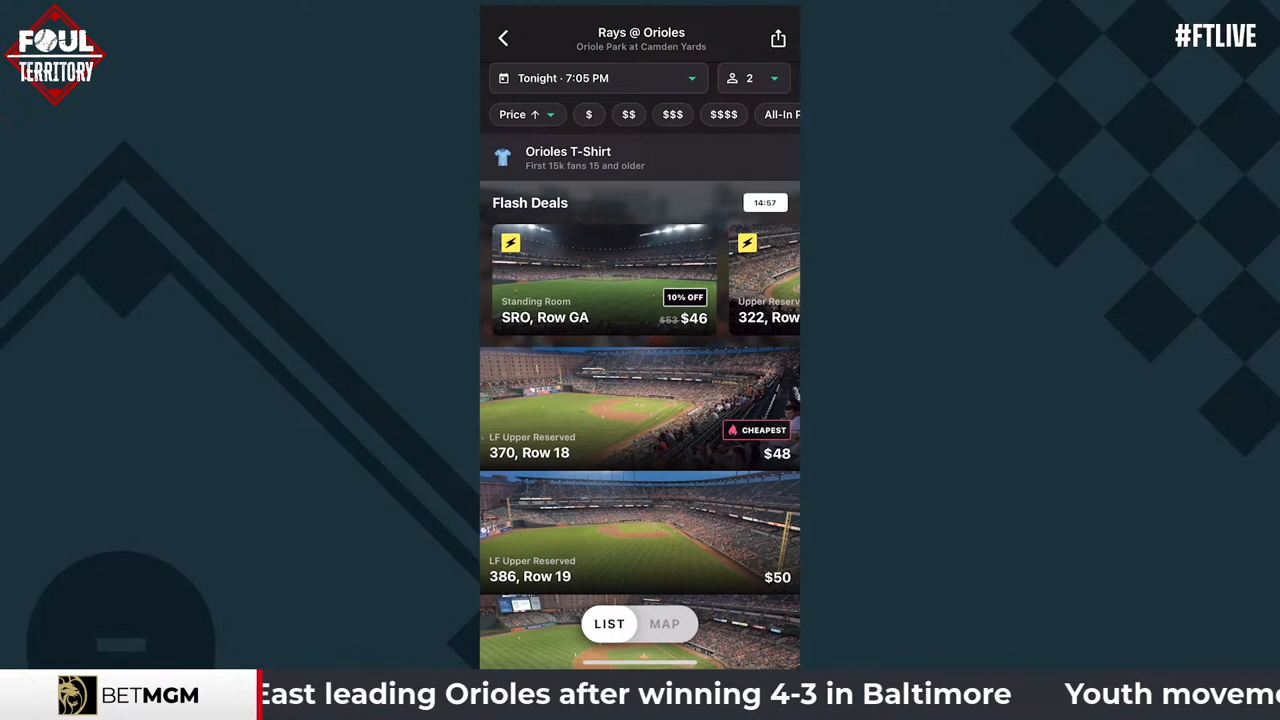 FOUL
TERRITORY
#FTLIVE
Rays @ Orioles
Oriole Park at Camden Yards
Tonight · 7:05 PM
2
Price ↑
$
$$
$$$
$$$$
All-In P
Orioles T-Shirt
First 15k fans 15 and older
Flash Deals
14:57
Standing Room
10% OFF
SRO, Row GA
$53 $46
Upper Reserv
322, Row
LF Upper Reserved
CHEAPEST
370, Row 18
$48
LF Upper Reserved
386, Row 19
$50
LIST
MAP
BETMGM
East leading Orioles after winning 4-3 in Baltimore
Youth moveme